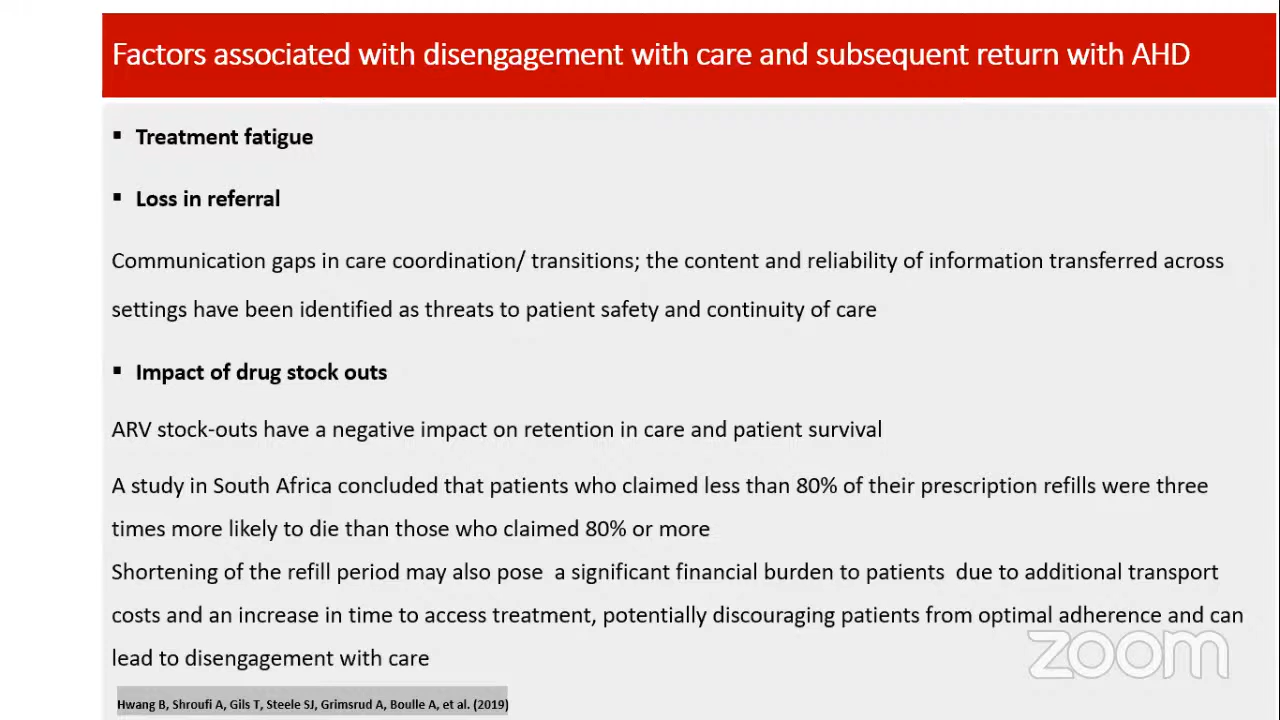 Factors associated with disengagement with care and subsequent return with AHD
▪ Treatment fatigue
▪ Loss in referral
Communication gaps in care coordination/ transitions; the content and reliability of information transferred across
settings have been identified as threats to patient safety and continuity of care
▪ Impact of drug stock outs
ARV stock-outs have a negative impact on retention in care and patient survival
A study in South Africa concluded that patients who claimed less than 80% of their prescription refills were three
times more likely to die than those who claimed 80% or more
Shortening of the refill period may also pose  a significant financial burden to patients  due to additional transport
costs and an increase in time to access treatment, potentially discouraging patients from optimal adherence and can
lead to disengagement with care
zoom
Hwang B, Shroufi A, Gils T, Steele SJ, Grimsrud A, Boulle A, et al. (2019)